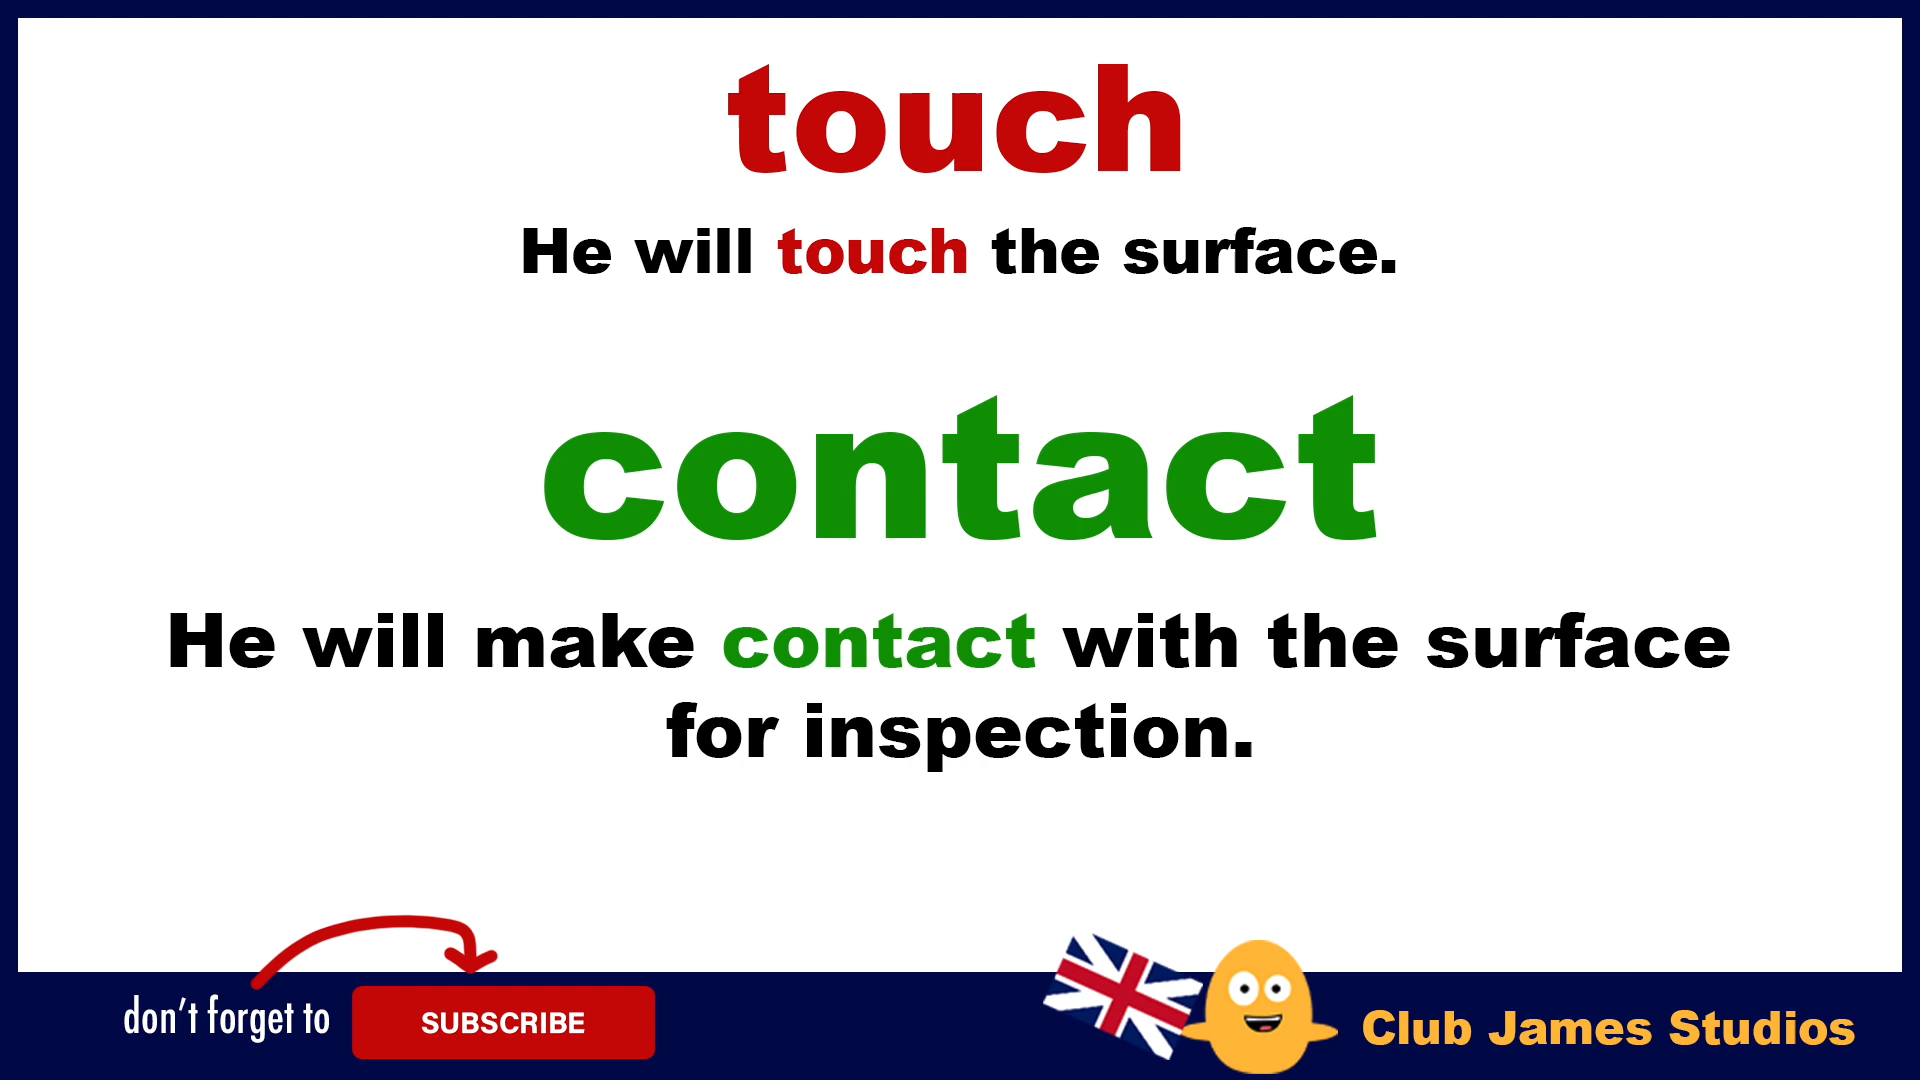 touch
He will touch the surface.
contact
He will make contact with the surface
for inspection.
don't forget to
SUBSCRIBE
Club James Studios